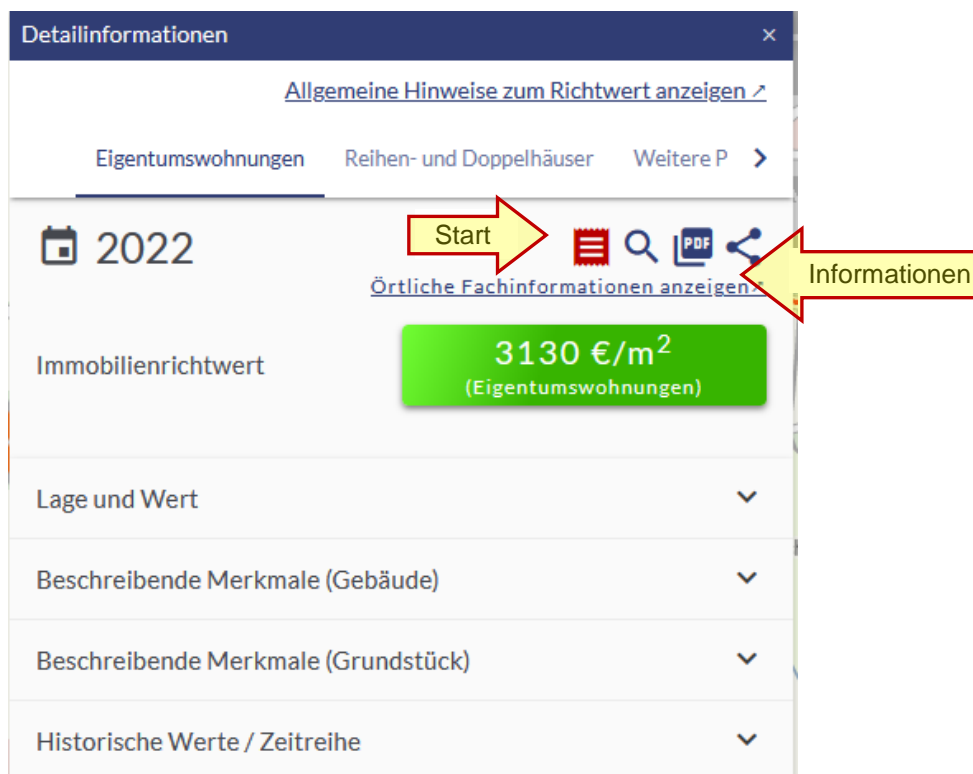 Detailinformationen ×
Allgemeine Hinweise zum Richtwert anzeigen ↗
Eigentumswohnungen Reihen- und Doppelhäuser Weitere P
2022 Start PDF
Informationen
Örtliche Fachinformationen anzeigen
Immobilienrichtwert
3130 €/m²
(Eigentumswohnungen)
Lage und Wert
Beschreibende Merkmale (Gebäude)
Beschreibende Merkmale (Grundstück)
Historische Werte / Zeitreihe